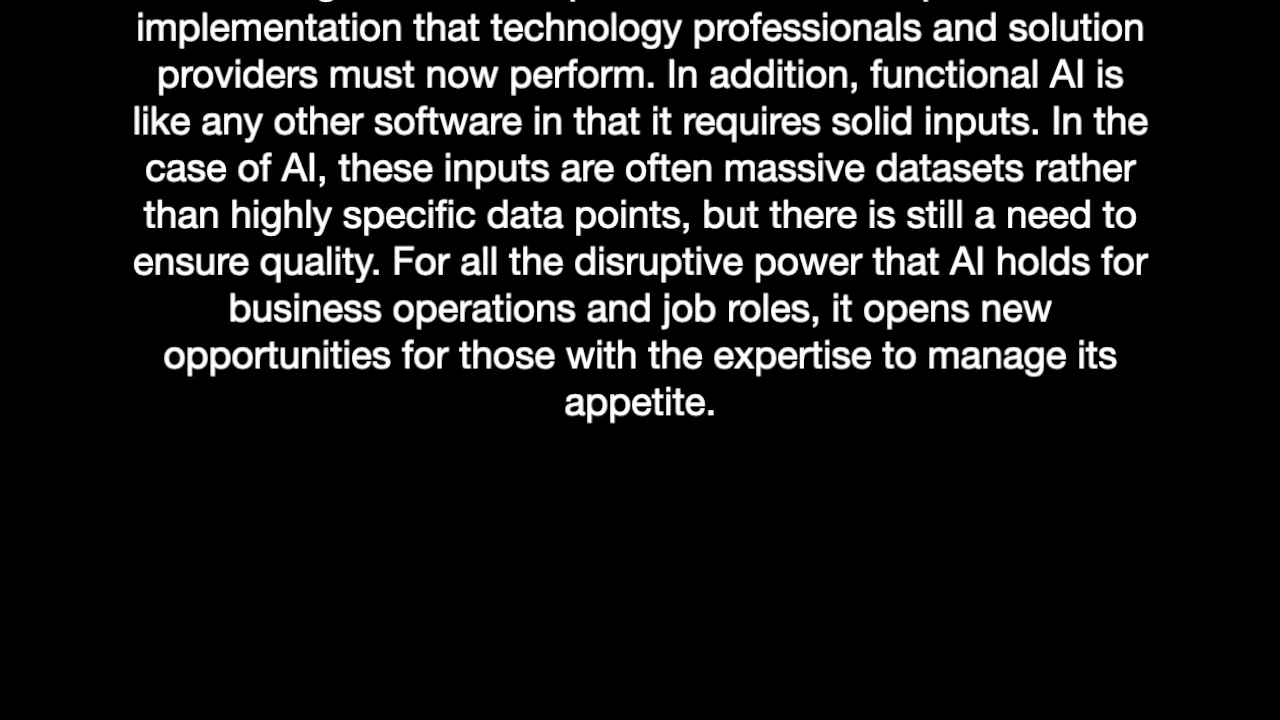 implementation that technology professionals and solution
providers must now perform. In addition, functional AI is
like any other software in that it requires solid inputs. In the
case of AI, these inputs are often massive datasets rather
than highly specific data points, but there is still a need to
ensure quality. For all the disruptive power that AI holds for
business operations and job roles, it opens new
opportunities for those with the expertise to manage its
appetite.